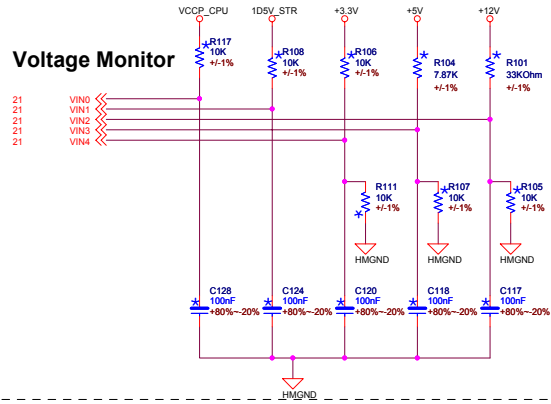 VCCP_CPU 1D5V_STR +3.3V +5V +12V
Voltage Monitor
R117
10K
+/-1%
R108
10K
+/-1%
R106
10K
+/-1%
R104
7.87K
+/-1%
R101
33KOhm
+/-1%
21 VIN0
21 VIN1
21 VIN2
21 VIN3
21 VIN4
R111
10K
+/-1%
R107
10K
+/-1%
R105
10K
+/-1%
HMGND HMGND HMGND
C128
100nF
+80%~-20%
C124
100nF
+80%~-20%
C120
100nF
+80%~-20%
C118
100nF
+80%~-20%
C117
100nF
+80%~-20%
HMGND